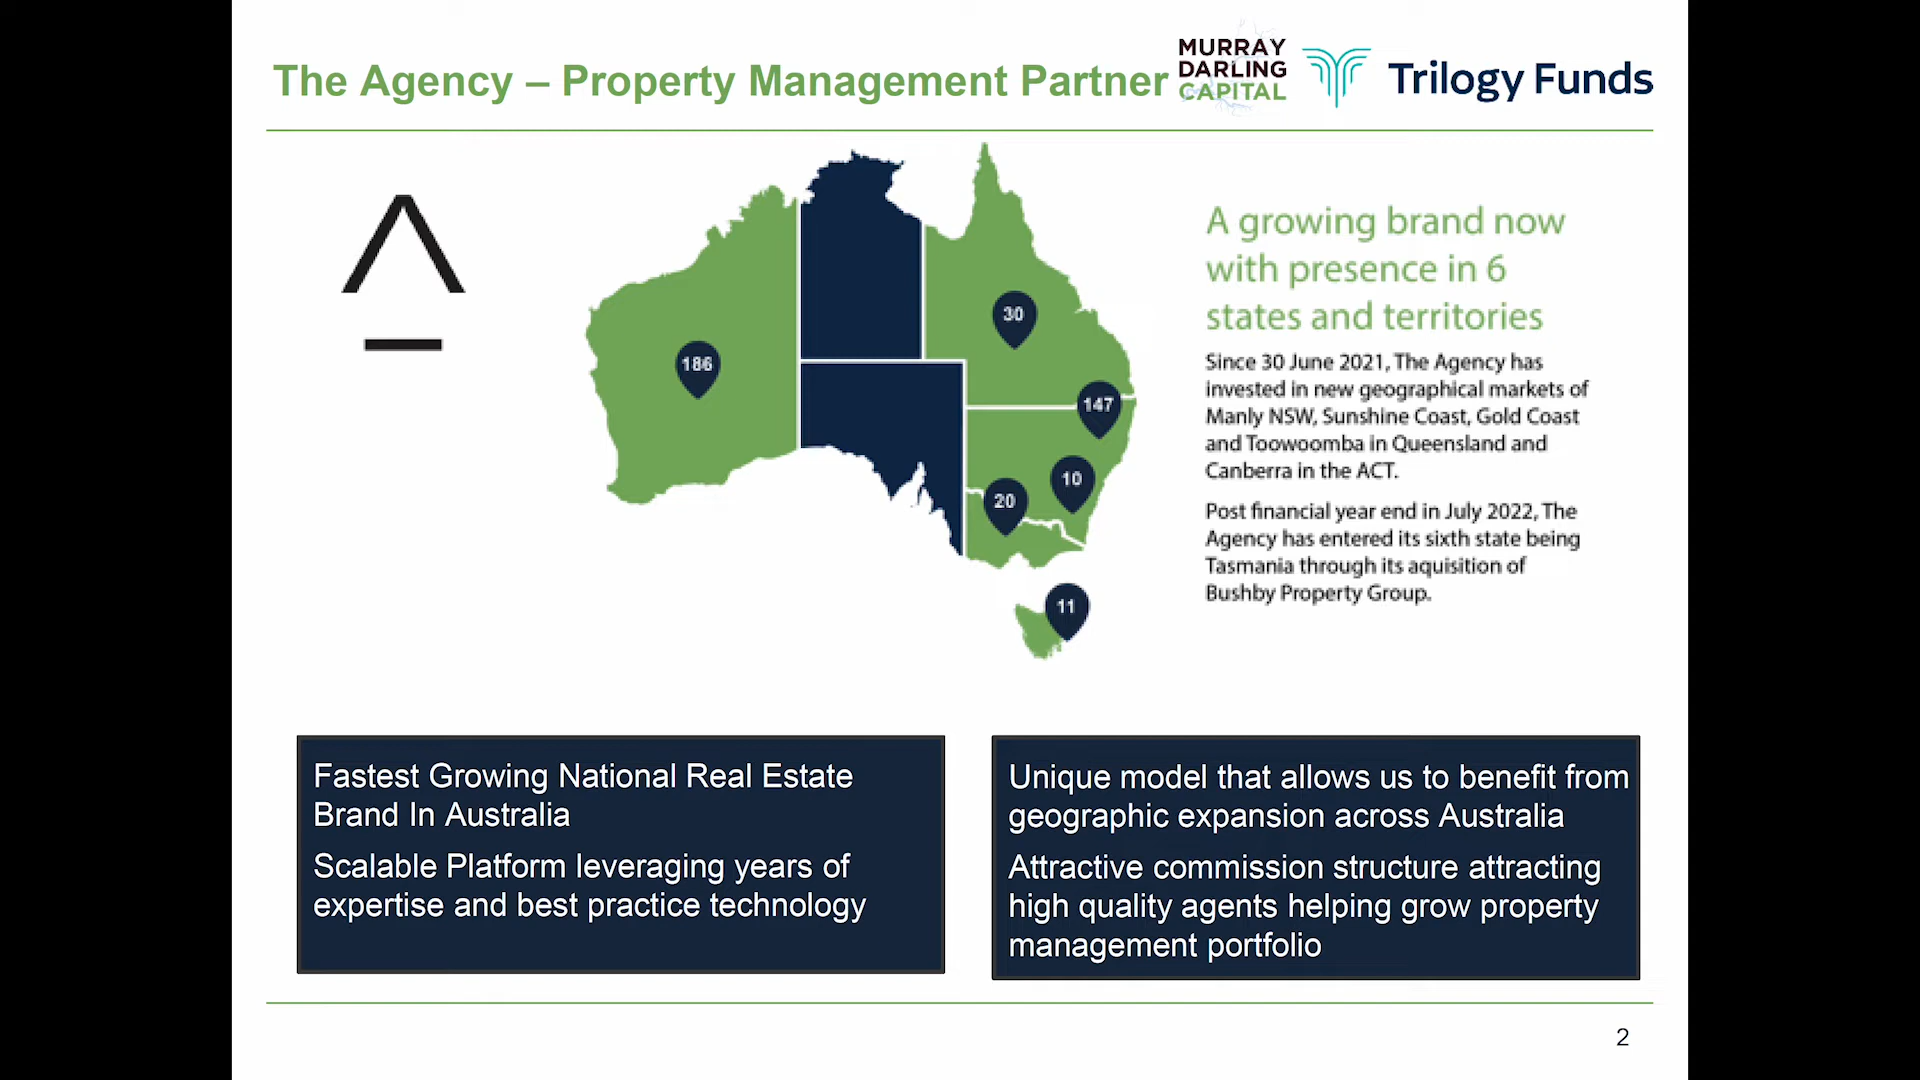 The Agency – Property Management Partner
MURRAY
DARLING
CAPITAL
Trilogy Funds
186
30
147
10
20
11
A growing brand now
with presence in 6
states and territories
Since 30 June 2021, The Agency has
invested in new geographical markets of
Manly NSW, Sunshine Coast, Gold Coast
and Toowoomba in Queensland and
Canberra in the ACT.
Post financial year end in July 2022, The
Agency has entered its sixth state being
Tasmania through its aquisition of
Bushby Property Group.
Fastest Growing National Real Estate
Brand In Australia
Scalable Platform leveraging years of
expertise and best practice technology
Unique model that allows us to benefit from
geographic expansion across Australia
Attractive commission structure attracting
high quality agents helping grow property
management portfolio
2